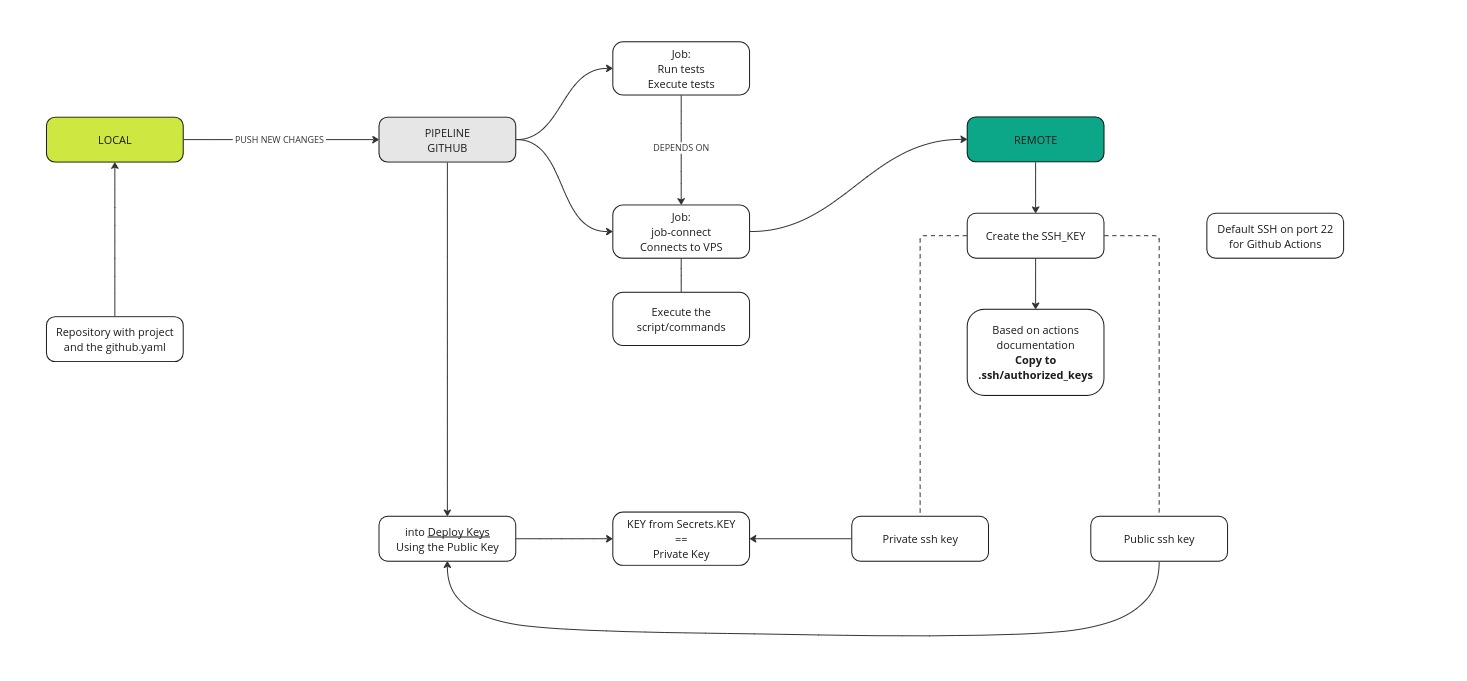 Job:
Run tests
Execute tests
LOCAL
PUSH NEW CHANGES
PIPELINE
GITHUB
DEPENDS ON
REMOTE
Job:
job-connect
Connects to VPS
Create the SSH_KEY
Default SSH on port 22
for Github Actions
Execute the
script/commands
Repository with project
and the github.yaml
Based on actions
documentation
Copy to
.ssh/authorized_keys
into Deploy Keys
Using the Public Key
KEY from Secrets.KEY
==
Private Key
Private ssh key
Public ssh key